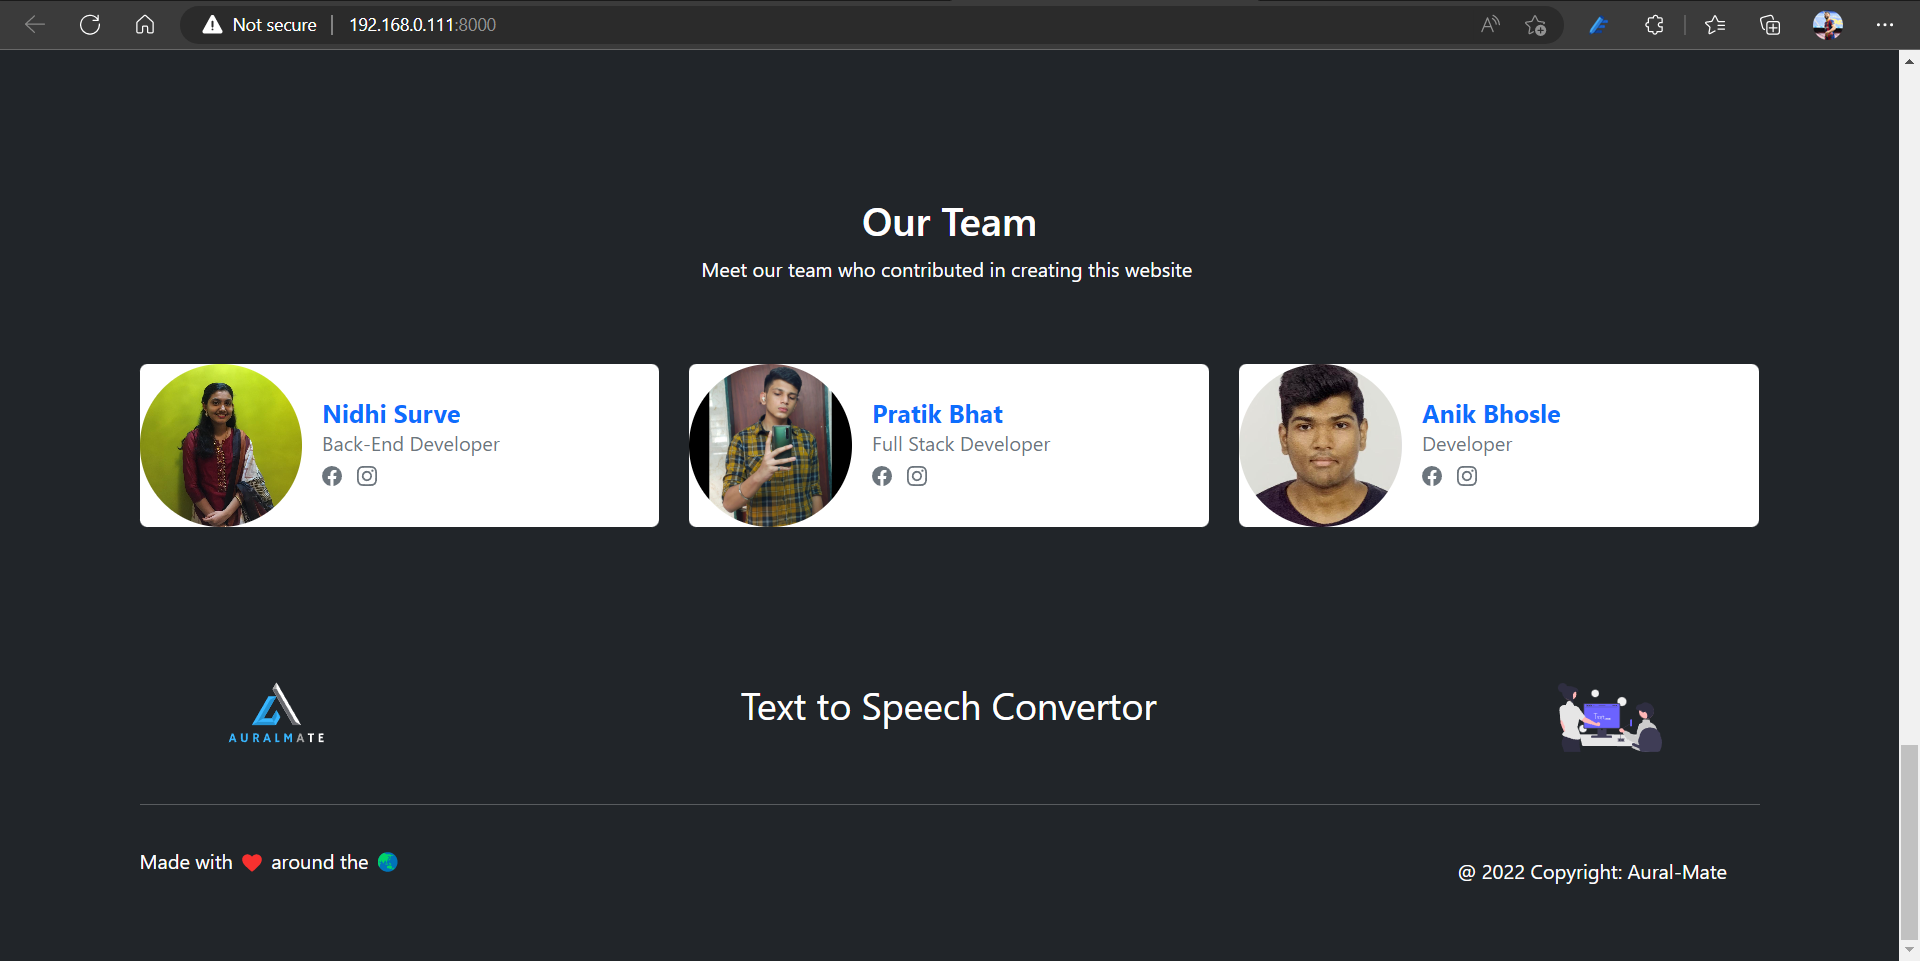 Not secure
192.168.0.111:8000
Our Team
Meet our team who contributed in creating this website
Nidhi Surve
Back-End Developer
Pratik Bhat
Full Stack Developer
Anik Bhosle
Developer
AURALMATE
Text to Speech Convertor
Text
Made with ❤️ around the 🌏
@ 2022 Copyright: Aural-Mate